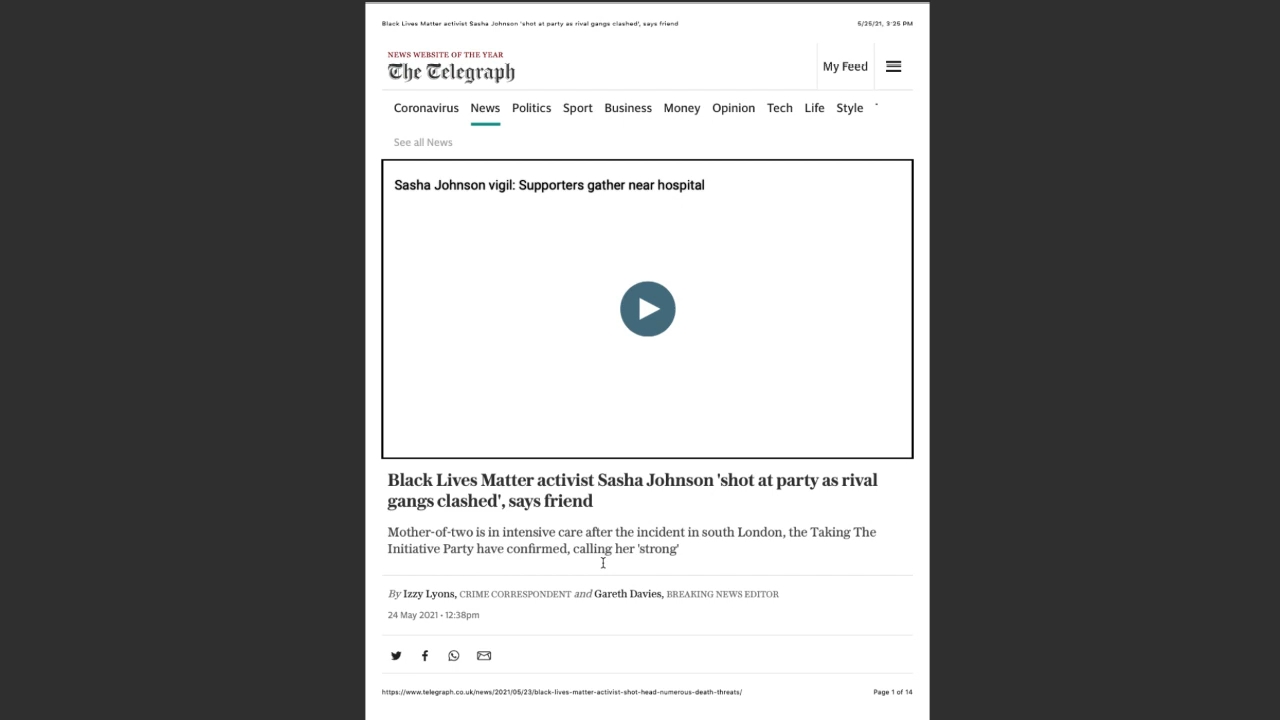 Black Lives Matter activist Sasha Johnson 'shot at party as rival gangs clashed', says friend 5/25/21, 3:25 PM
NEWS WEBSITE OF THE YEAR
The Telegraph
My Feed
Coronavirus News Politics Sport Business Money Opinion Tech Life Style
See all News
Sasha Johnson vigil: Supporters gather near hospital
Black Lives Matter activist Sasha Johnson 'shot at party as rival
gangs clashed', says friend
Mother-of-two is in intensive care after the incident in south London, the Taking The
Initiative Party have confirmed, calling her 'strong'
By Izzy Lyons, CRIME CORRESPONDENT and Gareth Davies, BREAKING NEWS EDITOR
24 May 2021 • 12:38pm
https://www.telegraph.co.uk/news/2021/05/23/black-lives-matter-activist-shot-head-numerous-death-threats/ Page 1 of 14